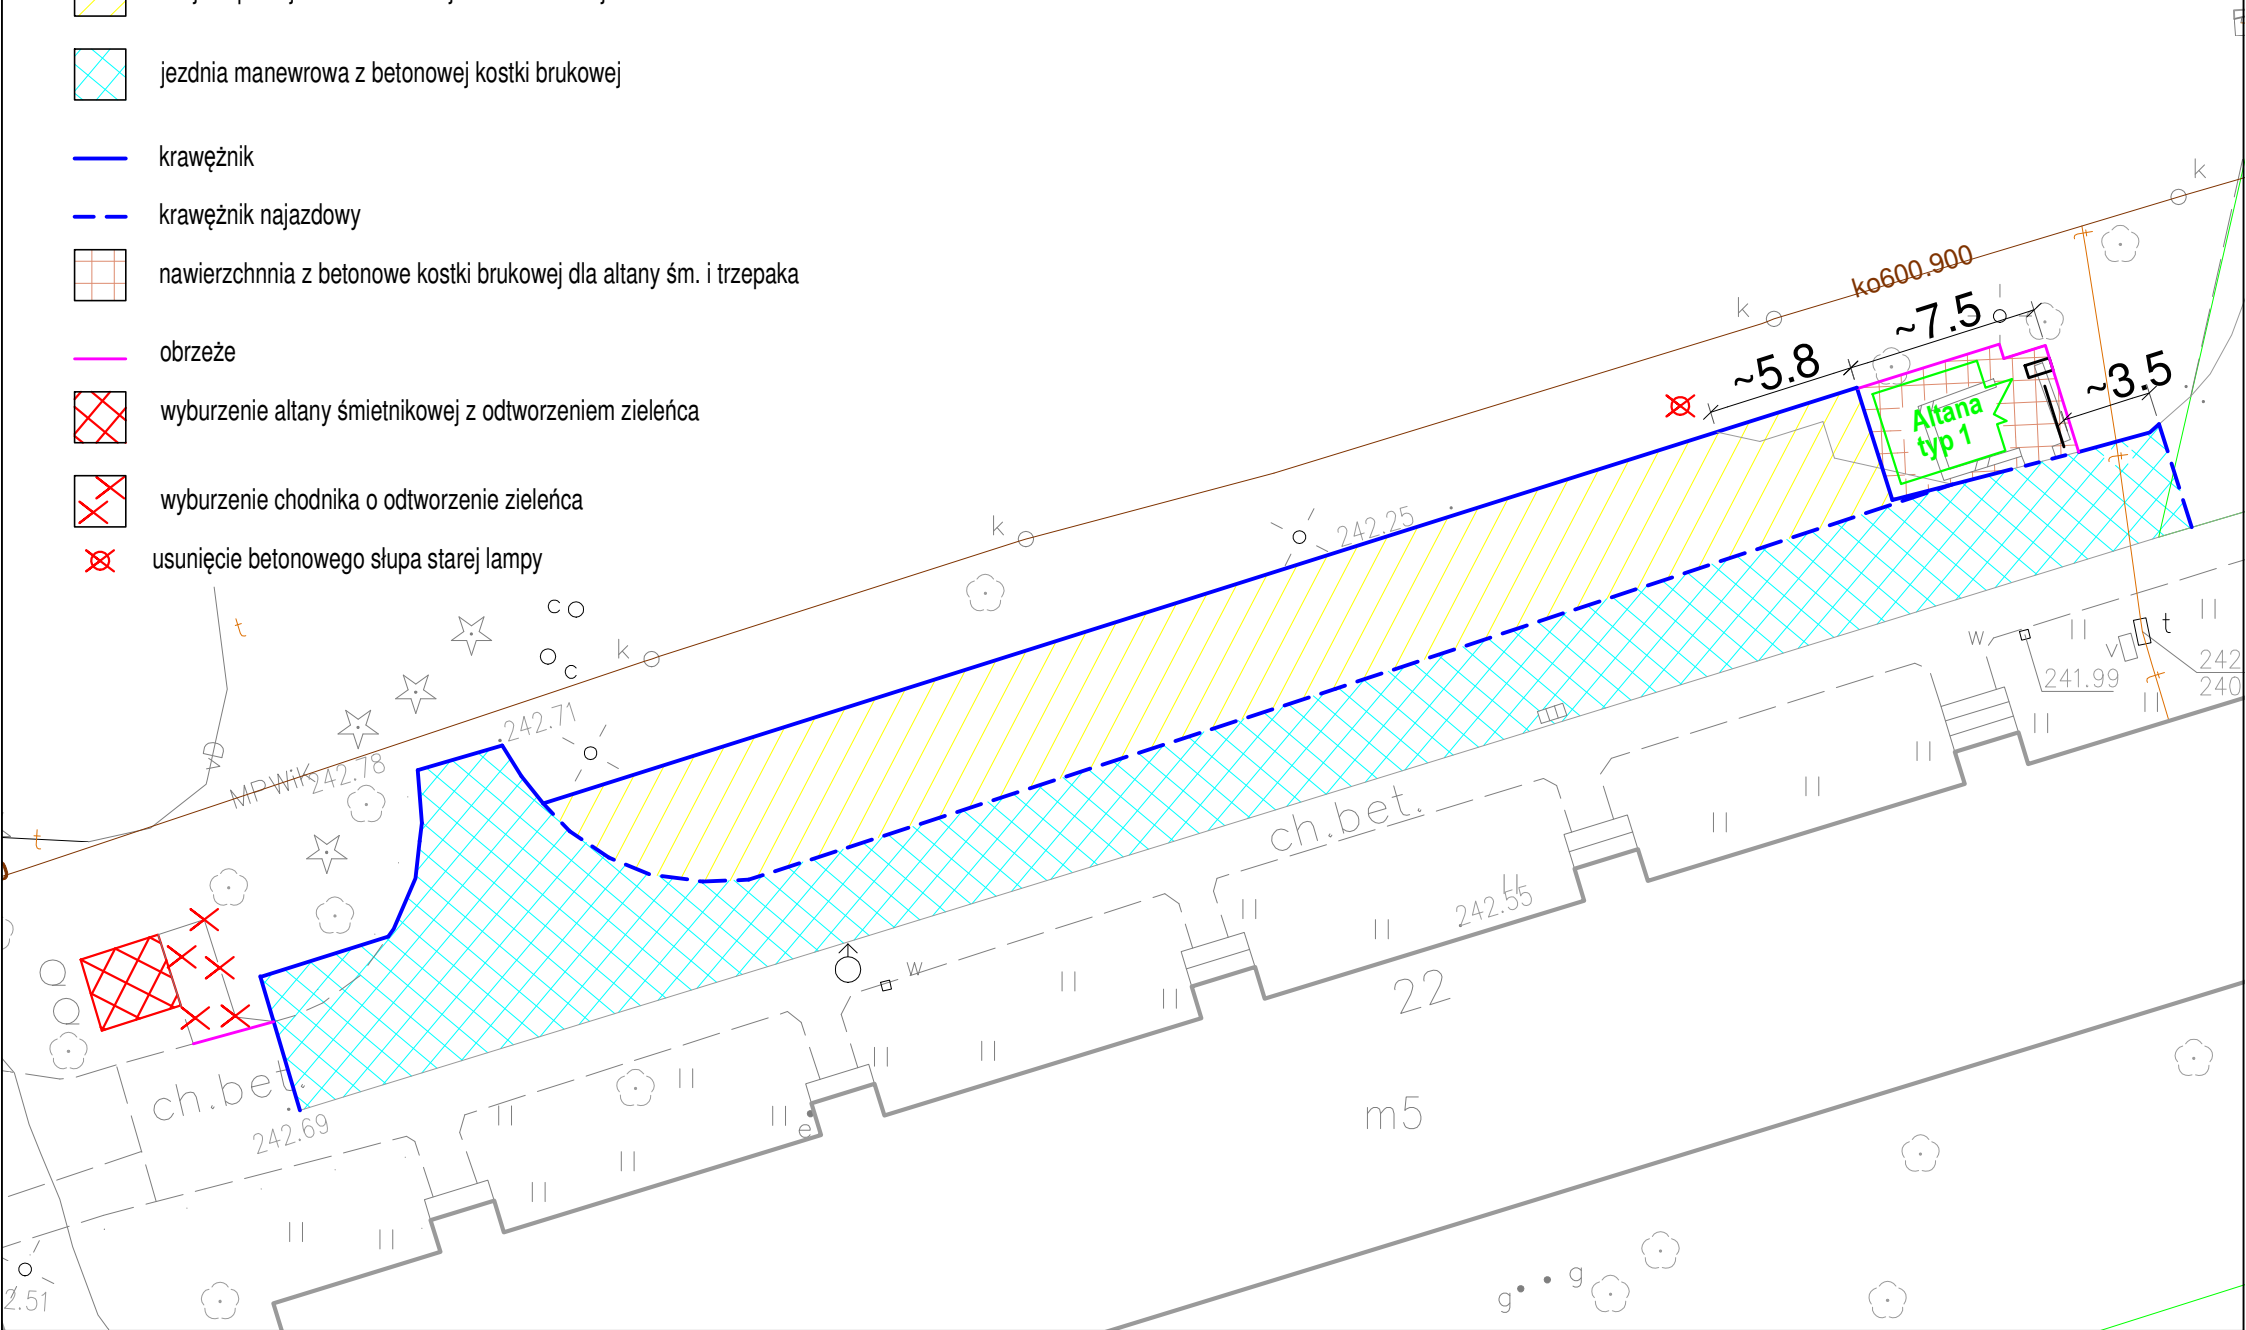 jezdnia manewrowa z betonowej kostki brukowej
krawężnik
krawężnik najazdowy
nawierzchnnia z betonowe kostki brukowej dla altany śm. i trzepaka
obrzeże
wyburzenie altany śmietnikowej z odtworzeniem zieleńca
wyburzenie chodnika o odtworzenie zieleńca
usunięcie betonowego słupa starej lampy
k
ko600.900
k
~7.5
~5.8
~3.5
Altana
typ 1
k
242.25
c
c
k
t
242.71
MPWiK
242.78
t
w
t
v
241.99
242
240
ch.bet.
242.55
w
22
ch.bet.
242.69
e
m5
g
g
2.51